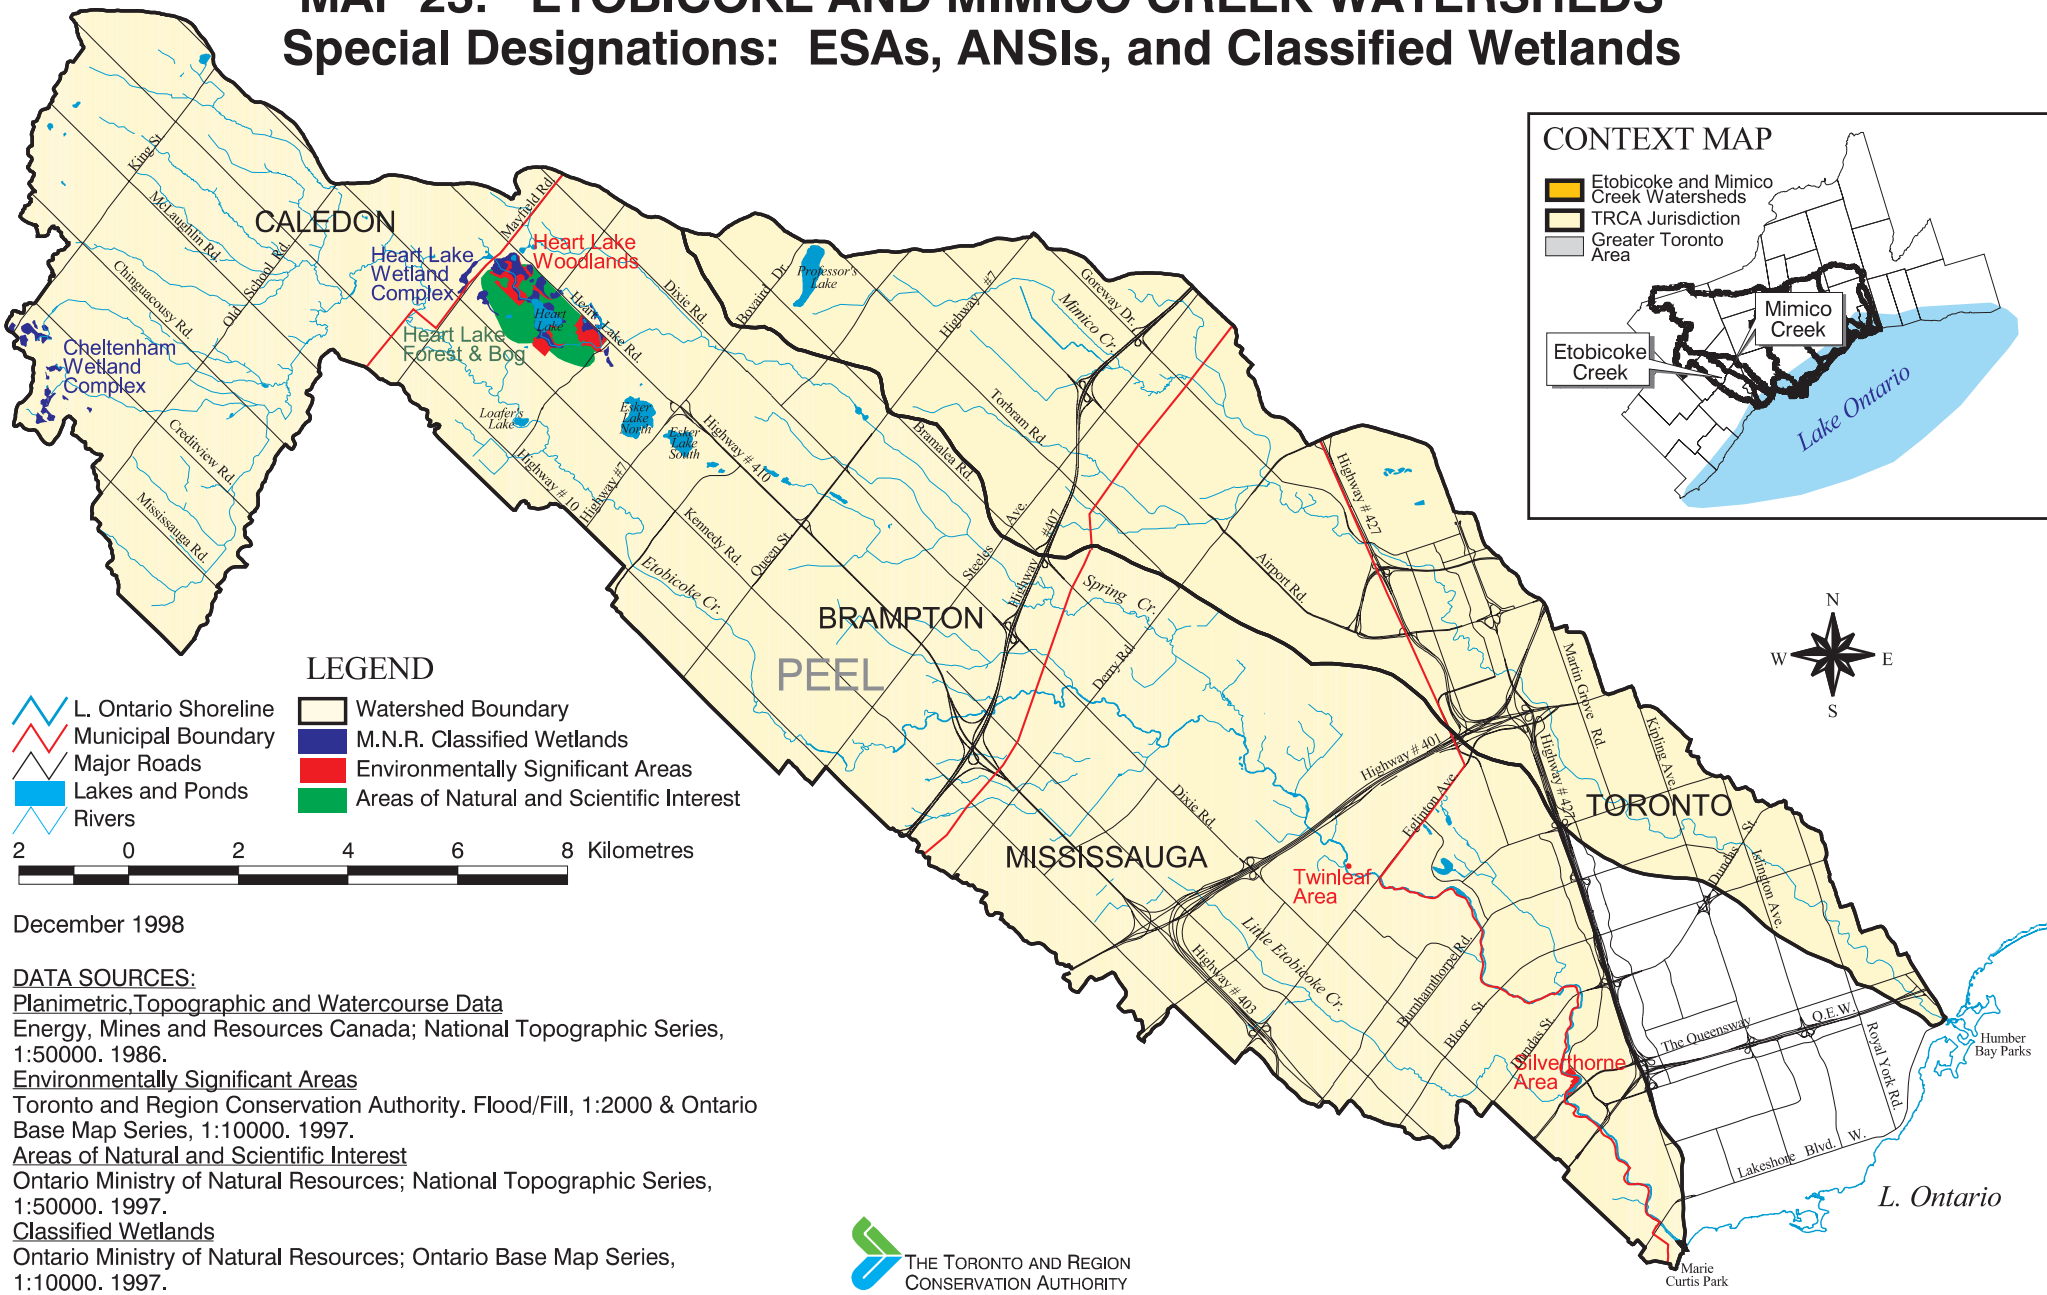 MAP 23: ETOBICOKE AND MIMICO CREEK WATERSHEDS
Special Designations: ESAs, ANSIs, and Classified Wetlands
CONTEXT MAP
Etobicoke and Mimico
Creek Watersheds
TRCA Jurisdiction
Greater Toronto
Area
Mimico
Creek
Etobicoke
Creek
Lake Ontario
King St.
McLaughlin Rd.
CALEDON
Old School Rd.
Chinguacousy Rd.
Mayfield Rd.
Heart Lake
Wetland
Complex
Heart Lake
Woodlands
Heart Lake
Forest & Bog
Heart
Lake
Heart Lake Rd.
Dixie Rd.
Bovaird Dr.
Professor's
Lake
Highway #7
Goreway Dr.
Mimico Cr.
Cheltenham
Wetland
Complex
Creditview Rd.
Mississauga Rd.
Loafer's
Lake
Esker
Lake
North
Esker
Lake
South
Highway #410
Highway #10
Highway #7
Torbram Rd.
Bramalea Rd.
Kennedy Rd.
Queen St.
Etobicoke Cr.
Steeles Ave.
Highway #407
Highway #427
Airport Rd.
Spring Cr.
BRAMPTON
PEEL
Derry Rd.
Martin Grove Rd.
Kipling Ave.
Highway #401
Highway #427
Eglinton Ave.
TORONTO
Dixie Rd.
MISSISSAUGA
Twinleaf
Area
Dundas St.
Islington Ave.
Little Etobicoke Cr.
Highway #403
Burnhamthorpe Rd.
Bloor St
Dundas St
Silverthorne
Area
The Queensway
Q.E.W.
Royal York Rd.
Lakeshore Blvd. W.
Humber
Bay Parks
L. Ontario
Marie
Curtis Park
N
W
E
S
LEGEND
L. Ontario Shoreline
Municipal Boundary
Major Roads
Lakes and Ponds
Rivers
Watershed Boundary
M.N.R. Classified Wetlands
Environmentally Significant Areas
Areas of Natural and Scientific Interest
2 0 2 4 6 8 Kilometres
December 1998
DATA SOURCES:
Planimetric,Topographic and Watercourse Data
Energy, Mines and Resources Canada; National Topographic Series,
1:50000. 1986.
Environmentally Significant Areas
Toronto and Region Conservation Authority. Flood/Fill, 1:2000 & Ontario
Base Map Series, 1:10000. 1997.
Areas of Natural and Scientific Interest
Ontario Ministry of Natural Resources; National Topographic Series,
1:50000. 1997.
Classified Wetlands
Ontario Ministry of Natural Resources; Ontario Base Map Series,
1:10000. 1997.
THE TORONTO AND REGION
CONSERVATION AUTHORITY